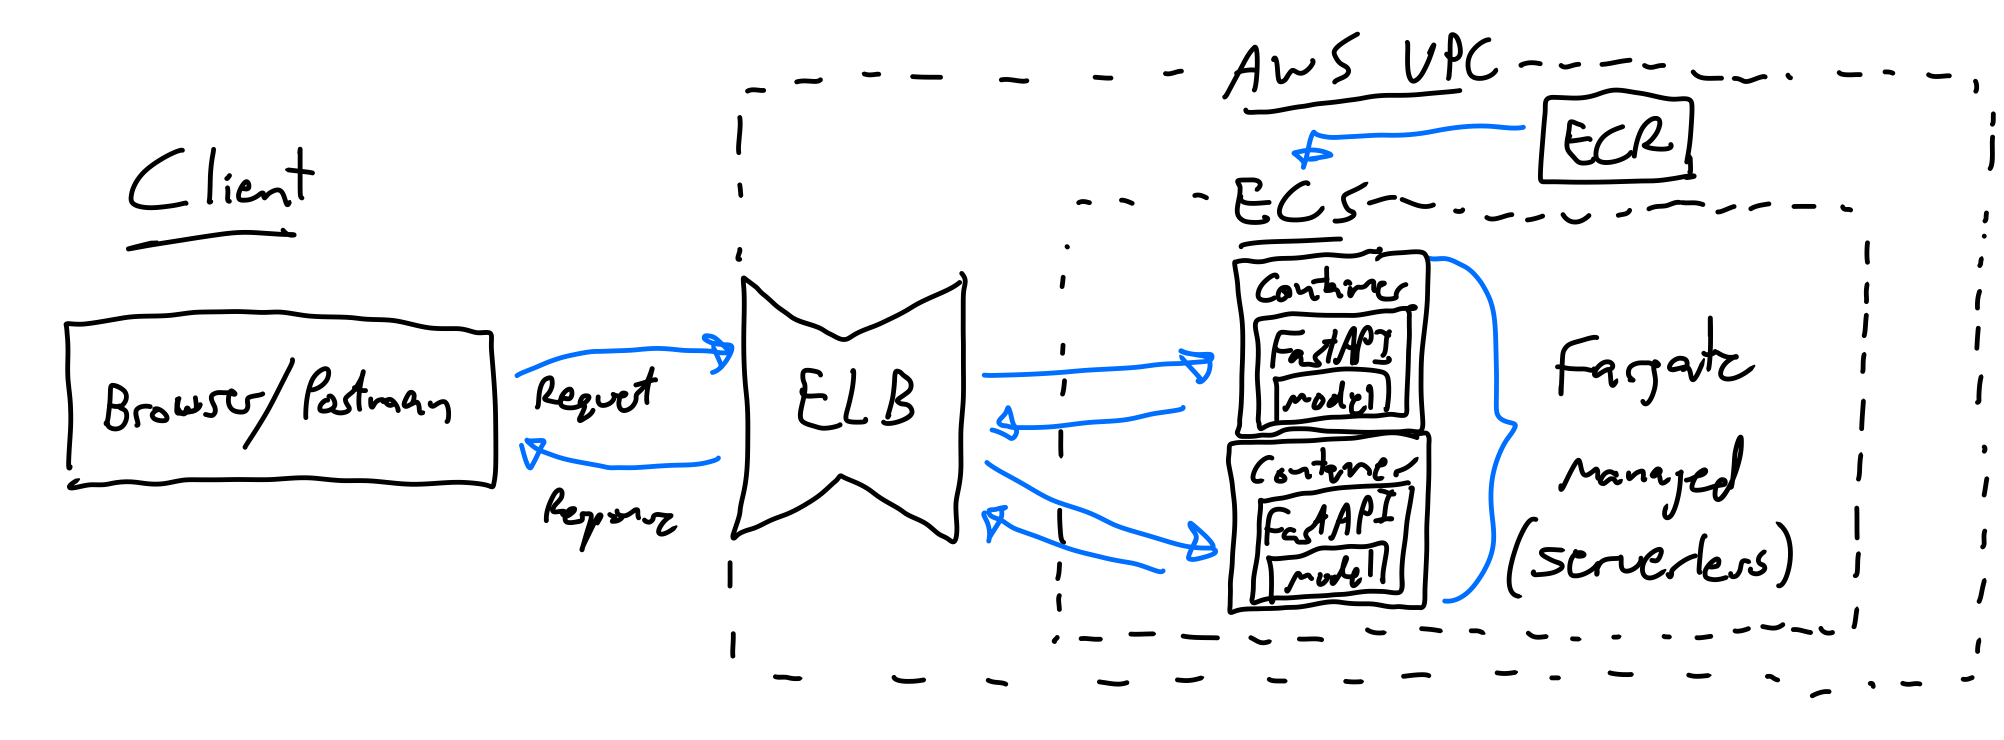 AWS VPC
ECR
Client
ECS
Container
FastAPI
model
Browser/Postman
Request
Response
ELB
Container
FastAPI
model
Fargate
managed
(serverless)